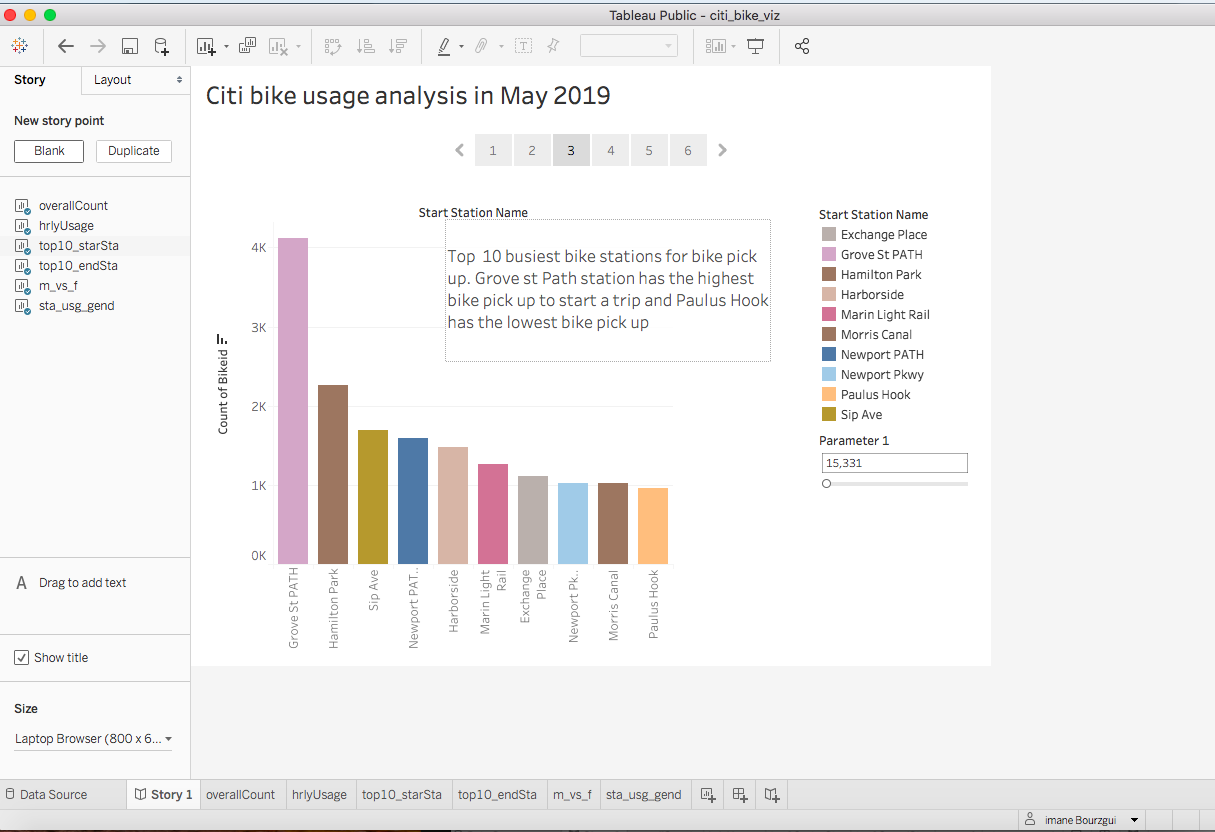 Tableau Public - citi_bike_viz
Story
Layout
New story point
Blank
Duplicate
overallCount
hrlyUsage
top10_starSta
top10_endSta
m_vs_f
sta_usg_gend
A Drag to add text
Show title
Size
Laptop Browser (800 x 6...
Citi bike usage analysis in May 2019
1 2 3 4 5 6
Start Station Name
Top 10 busiest bike stations for bike pick
up. Grove st Path station has the highest
bike pick up to start a trip and Paulus Hook
has the lowest bike pick up
Count of Bikeid
4K
3K
2K
1K
0K
Grove St PATH
Hamilton Park
Sip Ave
Newport PAT..
Harborside
Marin Light
Rail
Exchange
Place
Newport Pk..
Morris Canal
Paulus Hook
Start Station Name
Exchange Place
Grove St PATH
Hamilton Park
Harborside
Marin Light Rail
Morris Canal
Newport PATH
Newport Pkwy
Paulus Hook
Sip Ave
Parameter 1
15,331
Data Source
Story 1
overallCount
hrlyUsage
top10_starSta
top10_endSta
m_vs_f
sta_usg_gend
imane Bourzgui